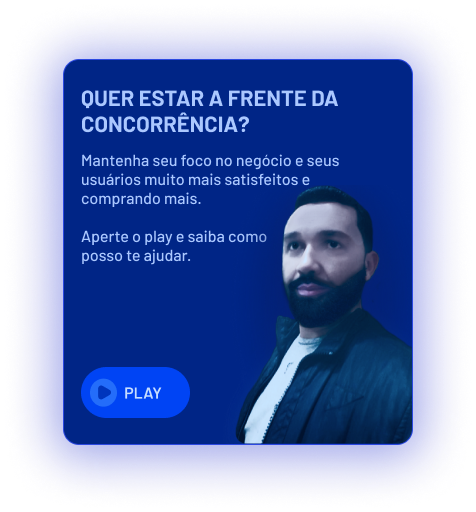 QUER ESTAR A FRENTE DA
CONCORRÊNCIA?
Mantenha seu foco no negócio e seus
usuários muito mais satisfeitos e
comprando mais.
Aperte o play e saiba como
posso te ajudar.
PLAY